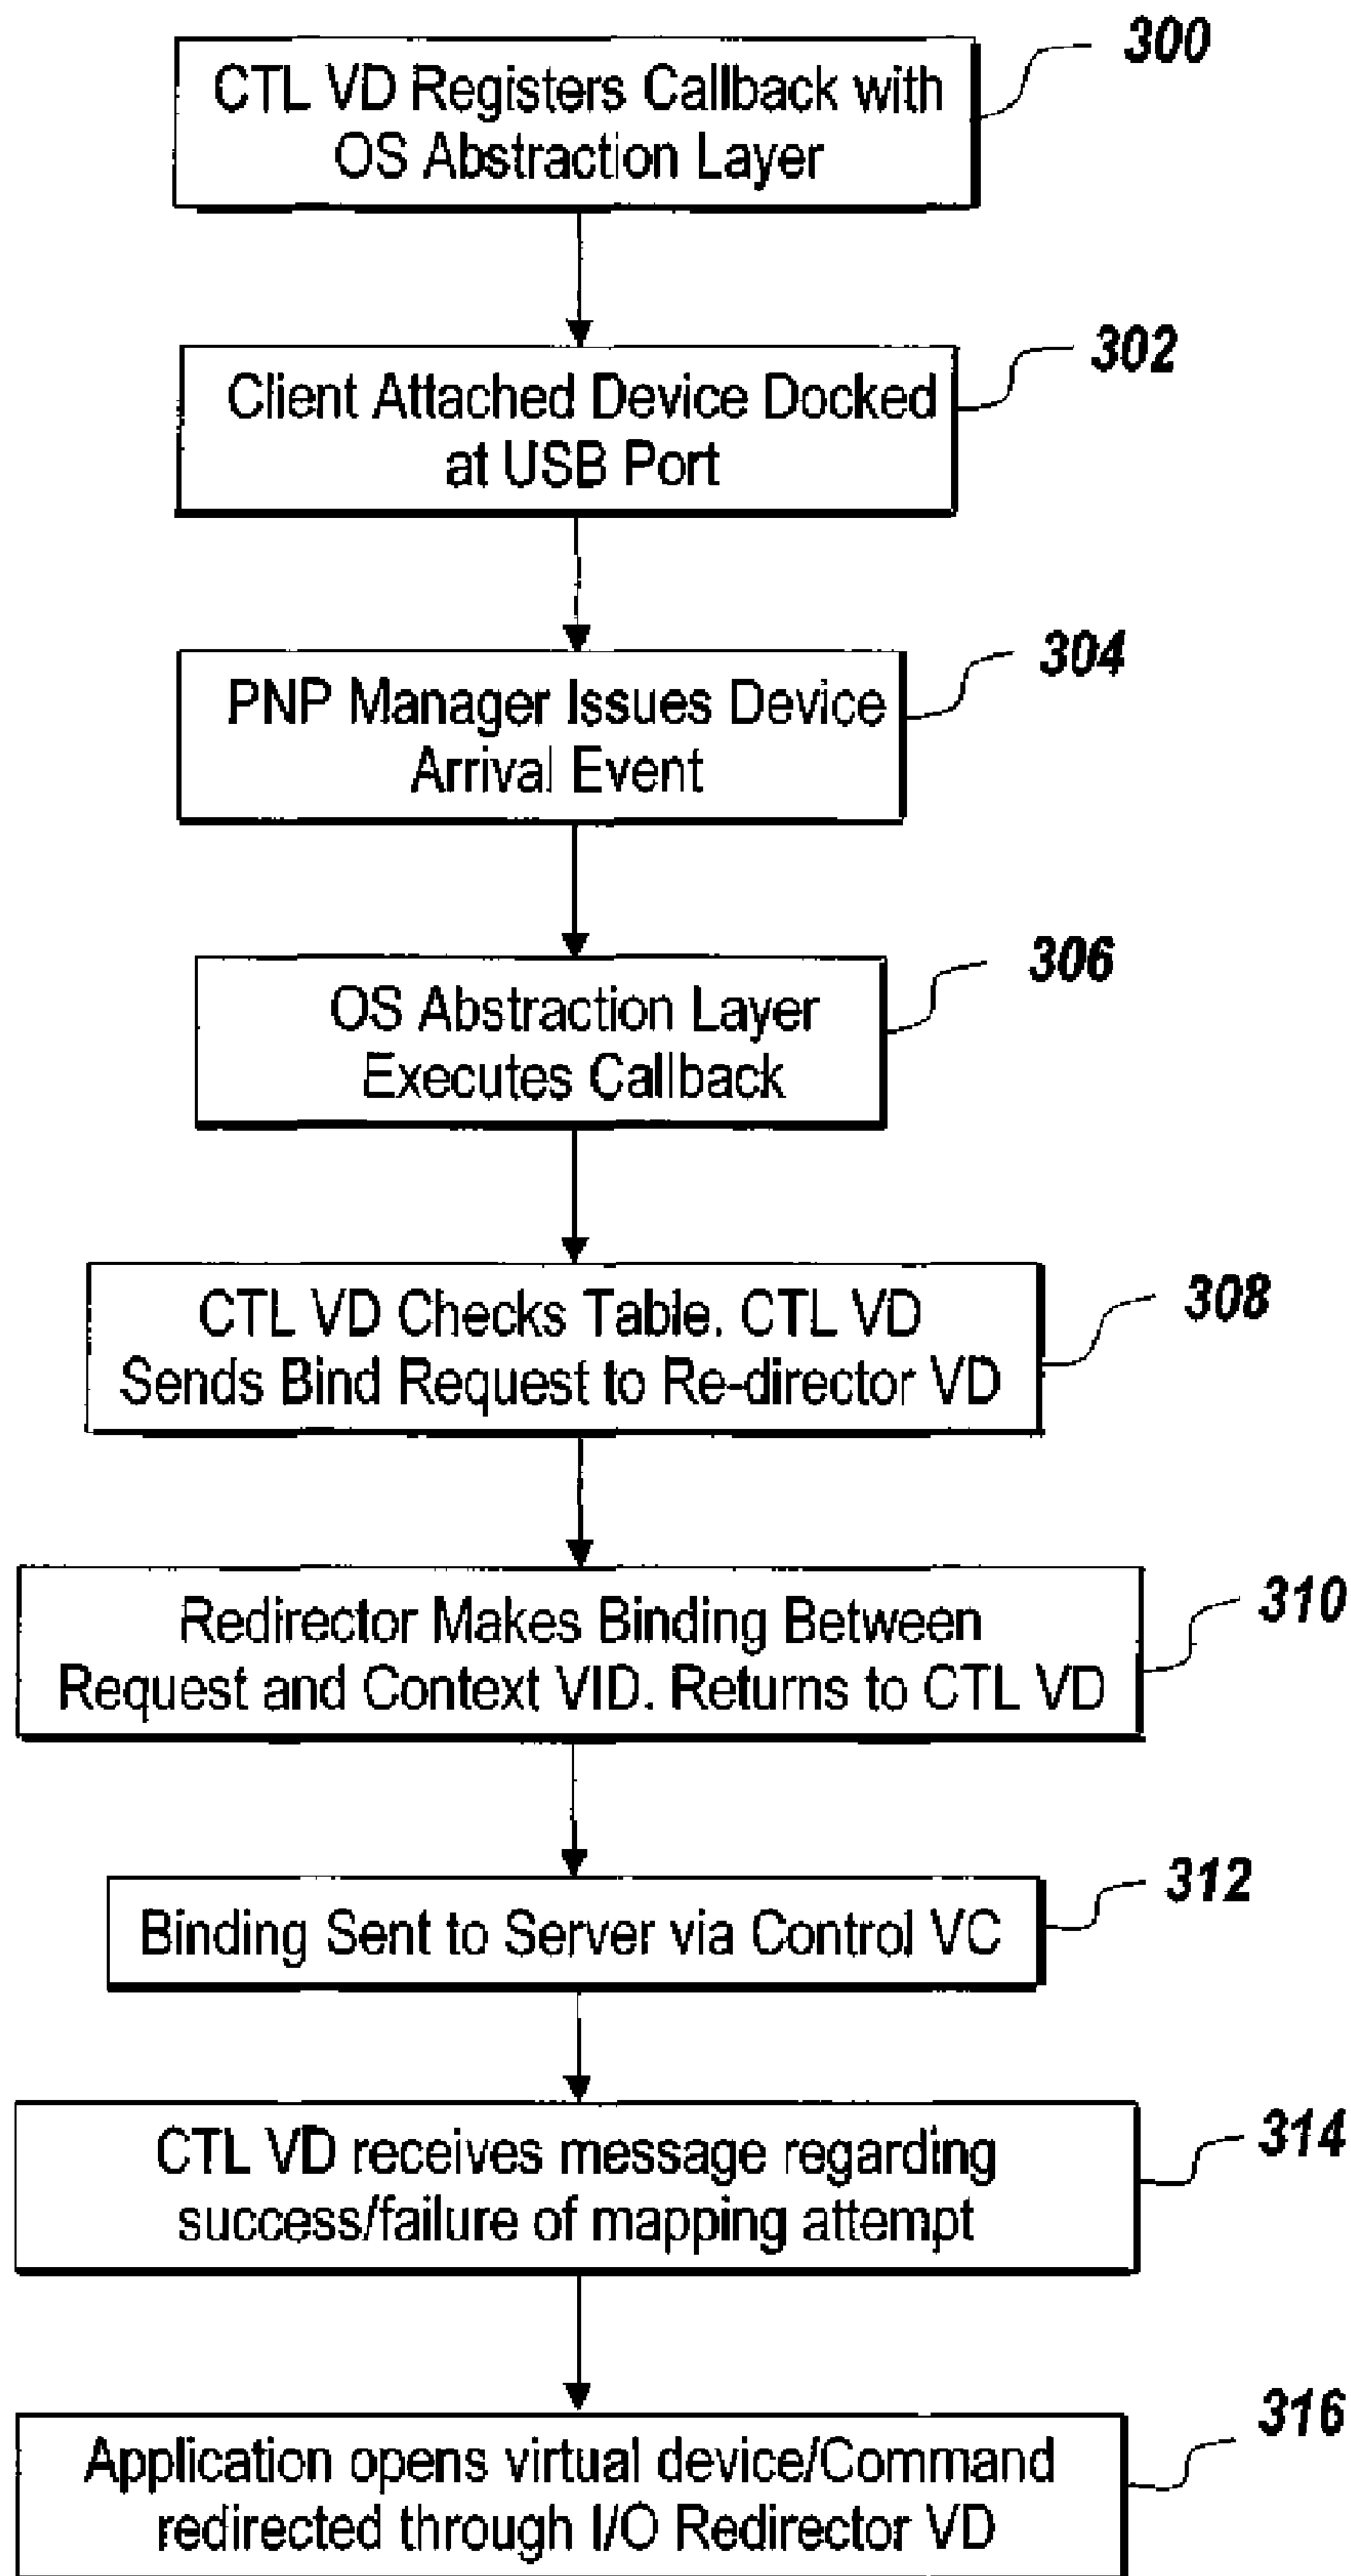 300
CTL VD Registers Callback with
OS Abstraction Layer
302
Client Attached Device Docked
at USB Port
304
PNP Manager Issues Device
Arrival Event
306
OS Abstraction Layer
Executes Callback
308
CTL VD Checks Table. CTL VD
Sends Bind Request to Re-director VD
310
Redirector Makes Binding Between
Request and Context VID. Returns to CTL VD
312
Binding Sent to Server via Control VC
314
CTL VD receives message regarding
success/failure of mapping attempt
316
Application opens virtual device/Command
redirected through I/O Redirector VD